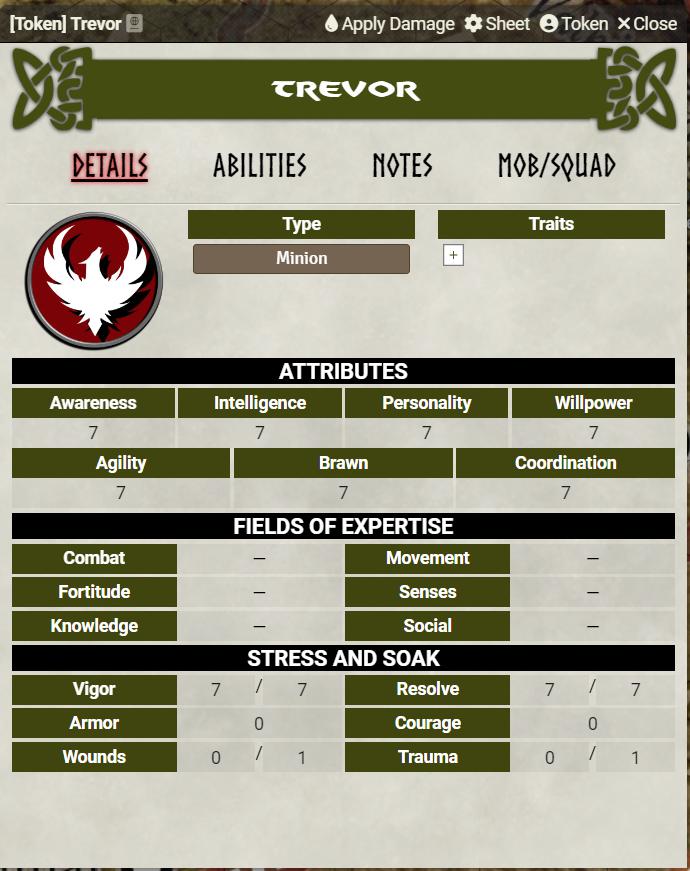 [Token] Trevor Apply Damage Sheet Token Close
TREVOR
DETAILS ABILITIES NOTES MOB/SQUAD
Type Traits
Minion +
ATTRIBUTES
Awareness Intelligence Personality Willpower
7 7 7 7
Agility Brawn Coordination
7 7 7
FIELDS OF EXPERTISE
Combat – Movement –
Fortitude – Senses –
Knowledge – Social –
STRESS AND SOAK
Vigor 7 / 7 Resolve 7 / 7
Armor 0 Courage 0
Wounds 0 / 1 Trauma 0 / 1